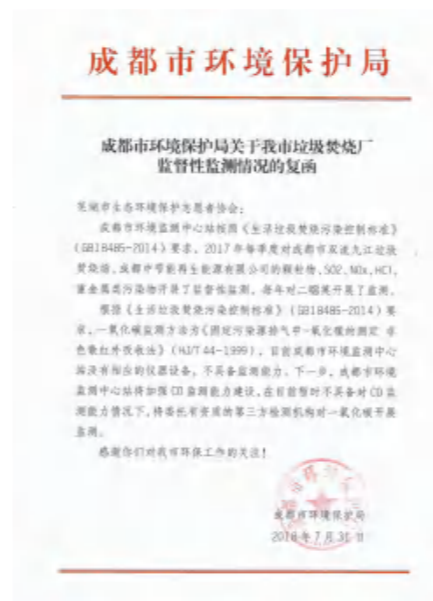 成都市环境保护局
成都市环境保护局关于我市垃圾焚烧厂
监督性监测情况的复函
芜湖市生态环境保护志愿者协会：
成都市环境监测中心站按照《生活垃圾焚烧污染控制标准》
（GB18485-2014）要求，2017年每季度对成都市双流九江垃圾
焚烧站、成都中节能再生能源有限公司的颗粒物、SO2、NOx、HCl、
重金属类污染物开展了监督性监测，每年对二噁英开展了监测。
根据《生活垃圾焚烧污染控制标准》（GB18485-2014）要
求，一氧化碳监测方法为《固定污染源排气中一氧化碳的测定 非
色散红外吸收法》（HJ/T 44-1999），目前成都市环境监测中心
站没有相应的仪器设备，不具备监测能力。下一步，成都市环境
监测中心站将加强CO监测能力建设，在目前暂时不具备对CO监
测能力情况下，将委托有资质的第三方检测机构对一氧化碳开展
监测。
感谢你们对我市环保工作的关注！
成都市环境保护局
2018年7月31日